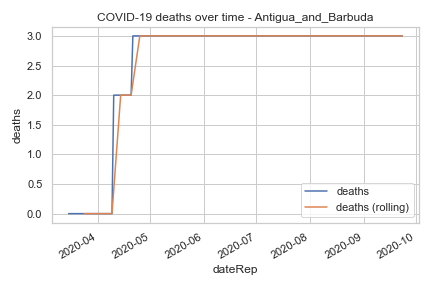 COVID-19 deaths over time - Antigua_and_Barbuda
3.0
2.5
2.0
1.5
1.0
0.5
0.0
deaths
deaths
deaths (rolling)
2020-04
2020-05
2020-06
2020-07
2020-08
2020-09
2020-10
dateRep